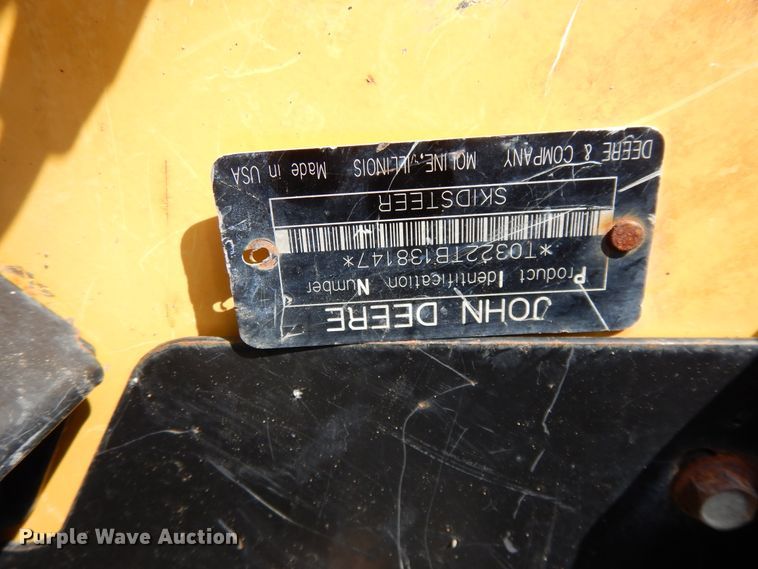 JOHN DEERE
Product Identification Number
*T0322TB138147*
SKIDSTEER
DEERE & COMPANY MOLINE, ILLINOIS Made in USA
Purple Wave Auction